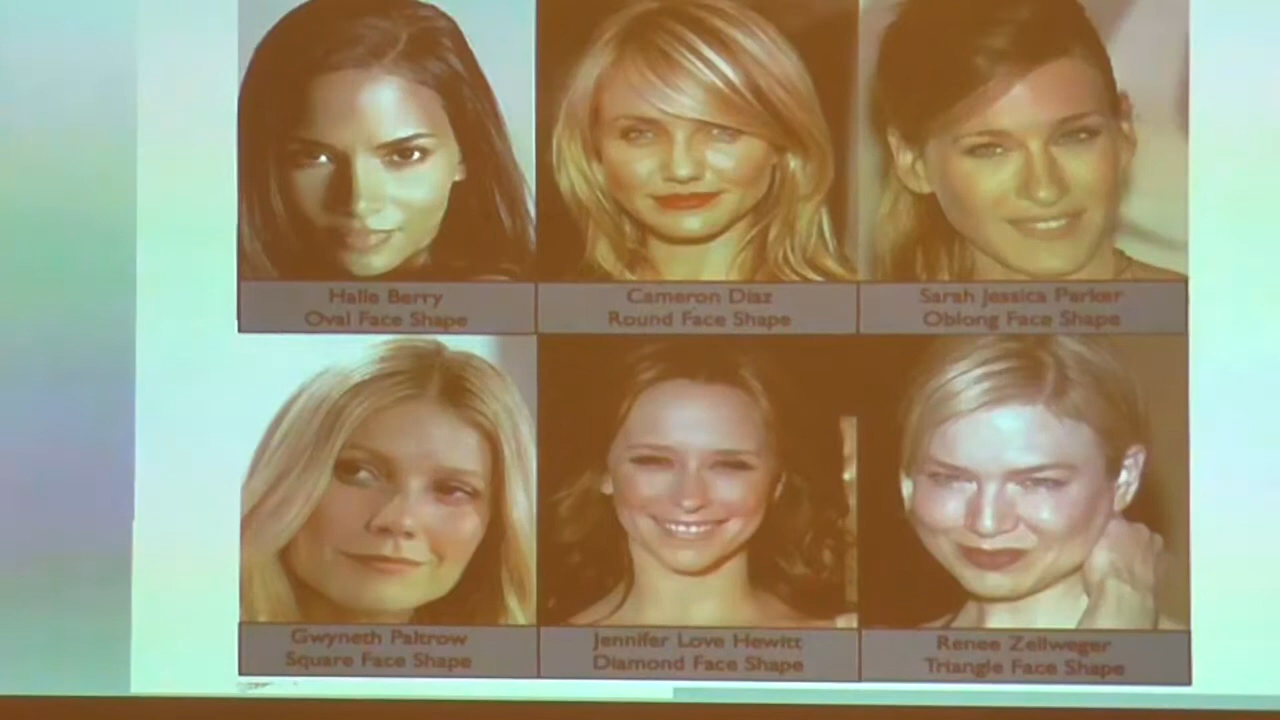 Halle Berry
Oval Face Shape
Cameron Diaz
Round Face Shape
Sarah Jessica Parker
Oblong Face Shape
Gwyneth Paltrow
Square Face Shape
Jennifer Love Hewitt
Diamond Face Shape
Renee Zellweger
Triangle Face Shape